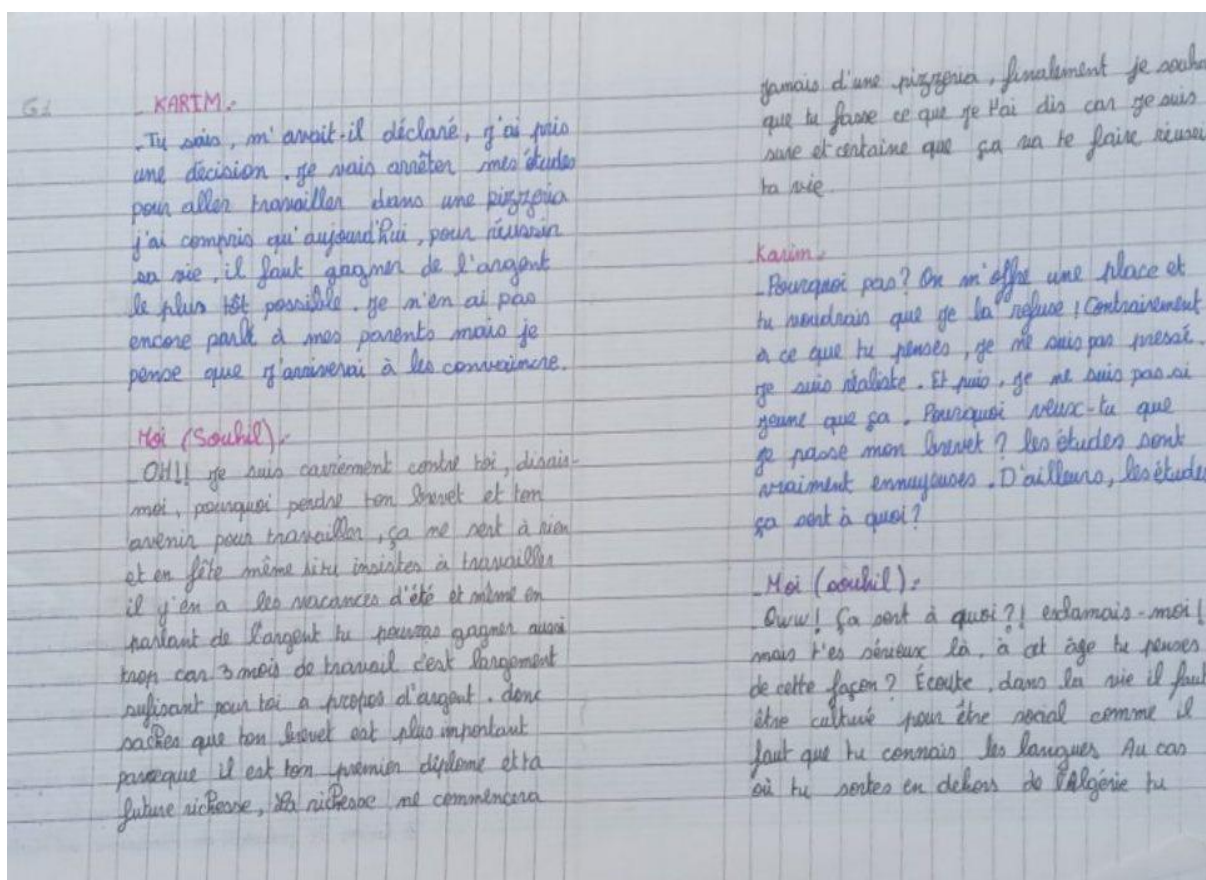 G1
_ KARIM:
_Tu sais, m'avait-il déclaré, j'ai pris
une décision. Je vais arrêter mes études
pour aller travailler dans une pizzeria
j'ai compris qu'aujourd'hui, pour réussir
sa vie, il faut gagner de l'argent
le plus tôt possible. Je n'en ai pas
encore parlé à mes parents mais je
pense que j'arriverai à les convaincre.
Moi (Souhil):
_OH!! Je suis carrément contre toi, disais-
moi, pourquoi perdre ton brevet et ton
avenir pour travailler, ça ne sert à rien
et en fête même si tu insistes à travailler
il y'en a les vacances d'été et même en
parlant de l'argent tu pourras gagner aussi
trop car 3 mois de travail c'est largement
sufisant pour toi a propos d'argent. donc
saches que ton brevet est plus important
parceque il est ton premier diplome et ta
future richesse, La richesse ne commencera
jamais d'une pizzeria, finalement je souha
que tu fasse ce que je t'ai dis car je suis
sure et certaine que ça va te faire réussi
ta vie
Karim:
_Pourquoi pas? On m'offre une place et
tu voudrais que je la refuse! Contrairement
à ce que tu penses, je ne suis pas pressé.
Je suis réaliste. Et puis, je ne suis pas si
jeune que ça. Pourquoi veux-tu que
je passe mon brevet? les études sont
vraiment ennuyeuses. D'ailleurs, les études
ça sert à quoi?
_Moi (souhil):
_Oww! Ça sert à quoi?! exlamais-moi!
mais t'es sérieux là, à cet âge tu penses
de cette façon? Écoute, dans la vie il faut
être cultivé pour être social comme il
faut que tu connais les langues Au cas
où tu sortes en dehors de l'Algérie tu